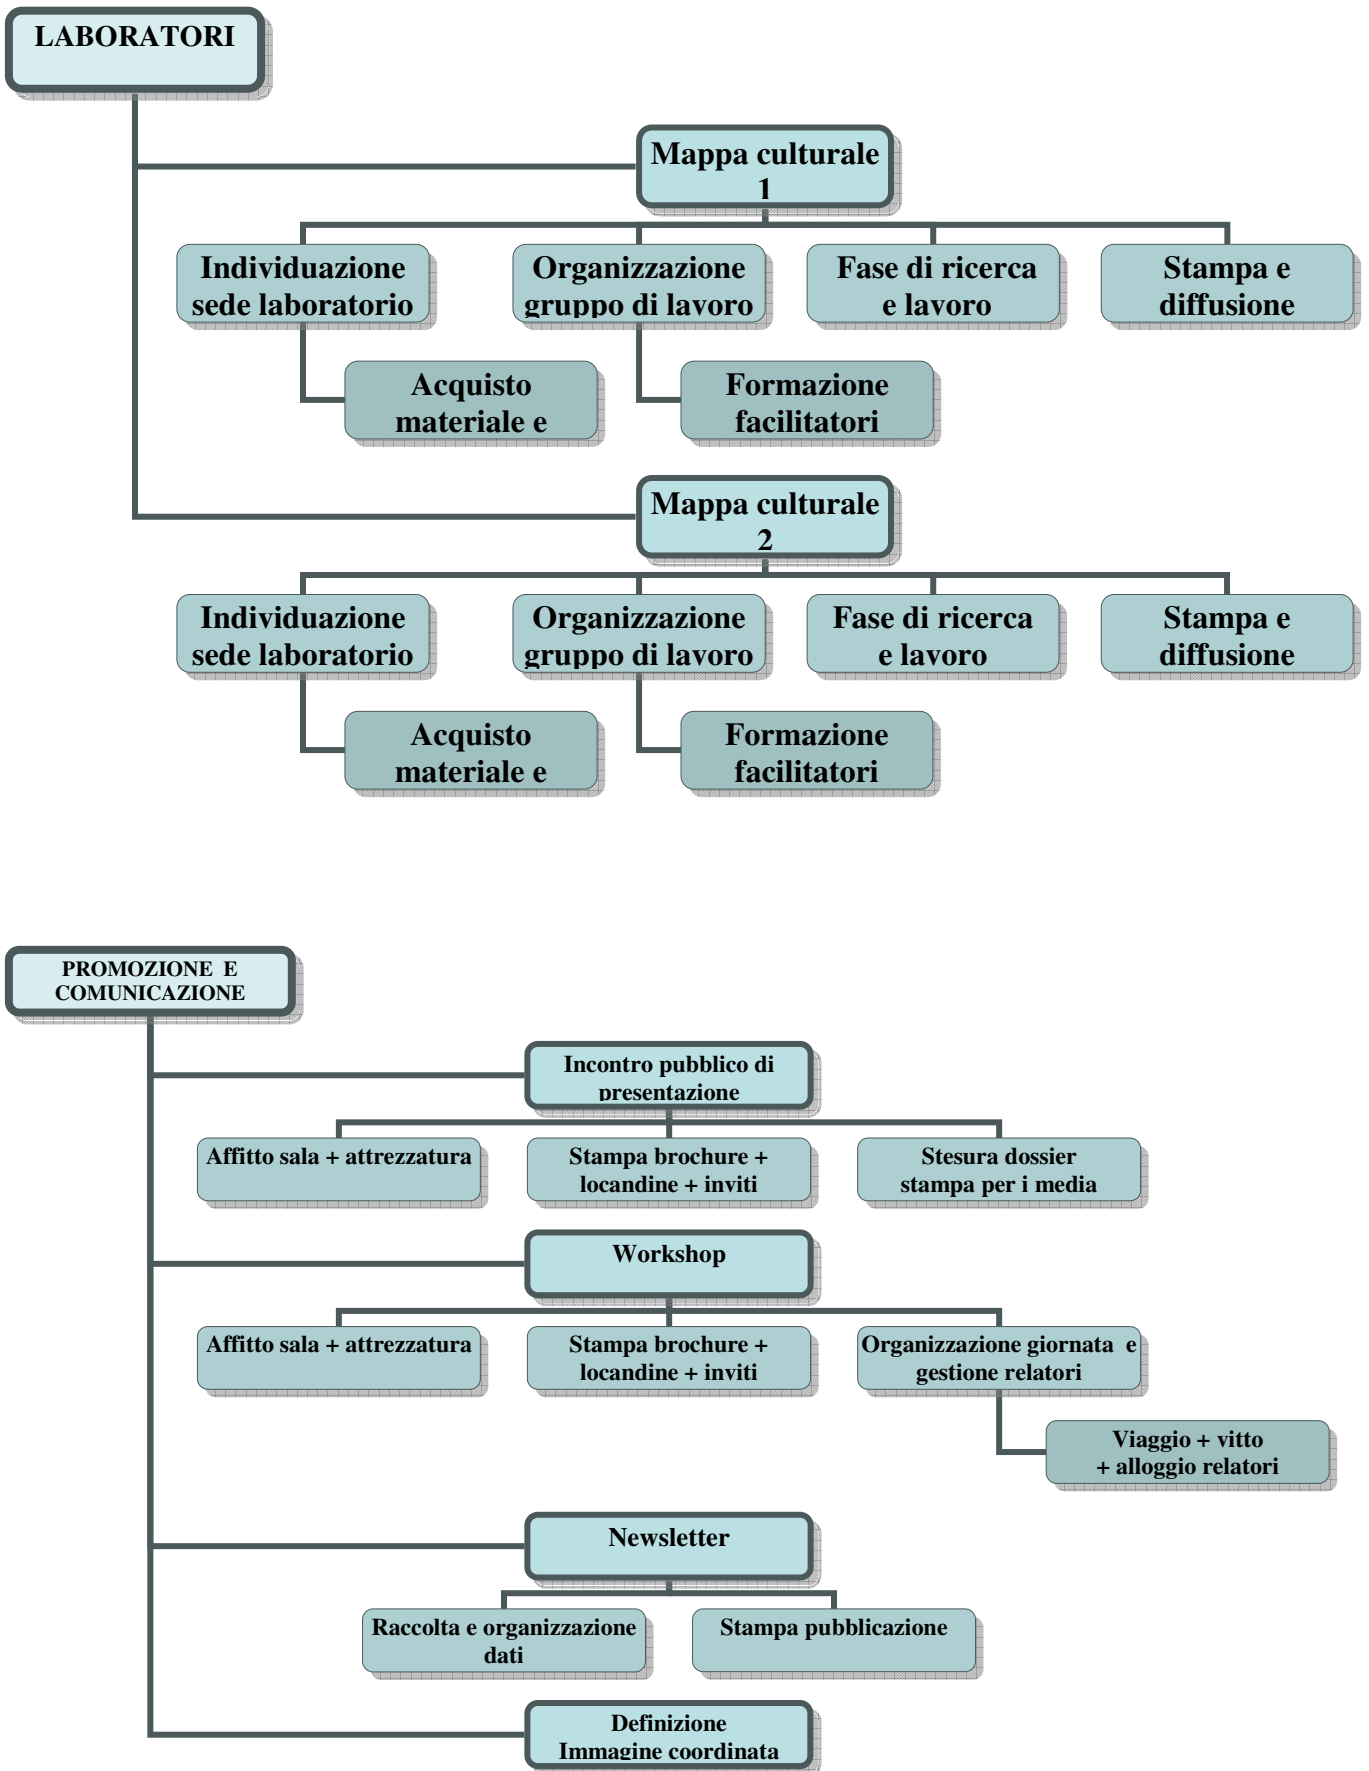 LABORATORI
Mappa culturale
1
Individuazione
sede laboratorio
Organizzazione
gruppo di lavoro
Fase di ricerca
e lavoro
Stampa e
diffusione
Acquisto
materiale e
Formazione
facilitatori
Mappa culturale
2
Individuazione
sede laboratorio
Organizzazione
gruppo di lavoro
Fase di ricerca
e lavoro
Stampa e
diffusione
Acquisto
materiale e
Formazione
facilitatori
PROMOZIONE E
COMUNICAZIONE
Incontro pubblico di
presentazione
Affitto sala + attrezzatura
Stampa brochure +
locandine + inviti
Stesura dossier
stampa per i media
Workshop
Affitto sala + attrezzatura
Stampa brochure +
locandine + inviti
Organizzazione giornata e
gestione relatori
Viaggio + vitto
+ alloggio relatori
Newsletter
Raccolta e organizzazione
dati
Stampa pubblicazione
Definizione
Immagine coordinata